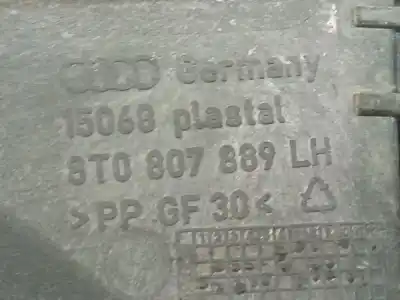 Germany
15068 plastal
8T0 807 889 LH
>PP GF 30<